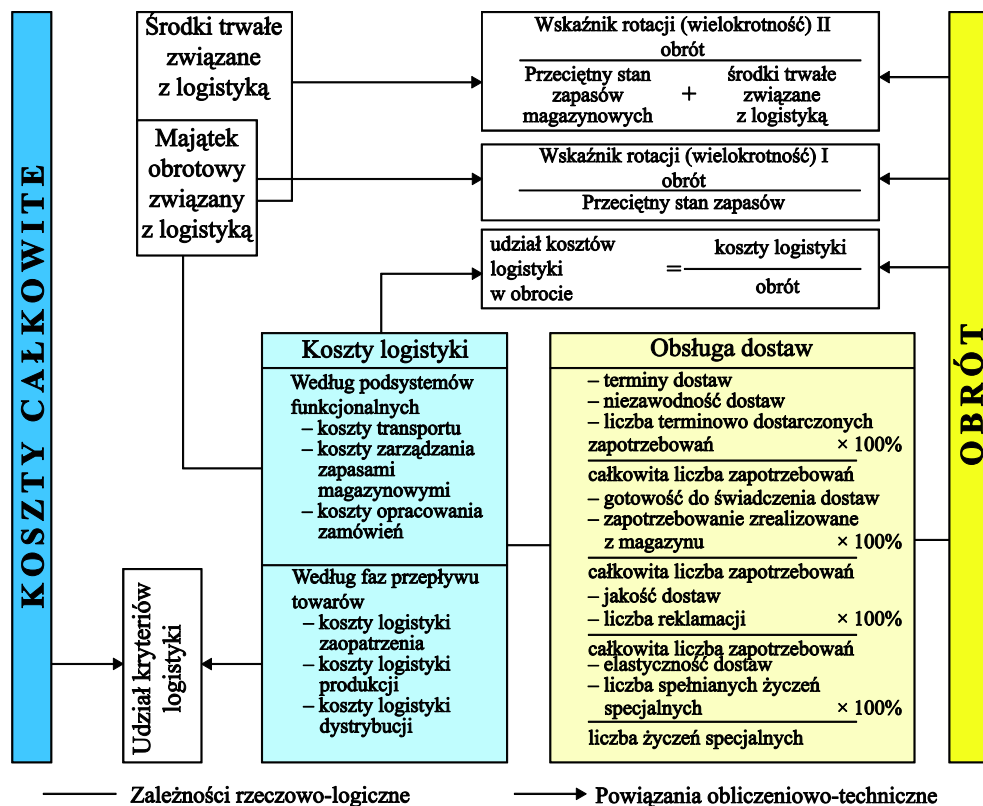 KOSZTY CAŁKOWITE
Środki trwałe
związane
z logistyką
Majątek
obrotowy
związany
z logistyką
Wskaźnik rotacji (wielokrotność) II
obrót
Przeciętny stan
zapasów
magazynowych
+
środki trwałe
związane
z logistyką
Wskaźnik rotacji (wielokrotność) I
obrót
Przeciętny stan zapasów
udział kosztów
logistyki
w obrocie
=
koszty logistyki
obrót
Koszty logistyki
Według podsystemów
funkcjonalnych
– koszty transportu
– koszty zarządzania
zapasami
magazynowymi
– koszty opracowania
zamówień
Według faz przepływu
towarów
– koszty logistyki
zaopatrzenia
– koszty logistyki
produkcji
– koszty logistyki
dystrybucji
Udział kryteriów
logistyki
Obsługa dostaw
– terminy dostaw
– niezawodność dostaw
– liczba terminowo dostarczonych
zapotrzebowań × 100%
całkowita liczba zapotrzebowań
– gotowość do świadczenia dostaw
– zapotrzebowanie zrealizowane
z magazynu × 100%
całkowita liczba zapotrzebowań
– jakość dostaw
– liczba reklamacji × 100%
całkowita liczba zapotrzebowań
– elastyczność dostaw
– liczba spełnianych życzeń
specjalnych × 100%
liczba życzeń specjalnych
OBRÓT
Zależności rzeczowo-logiczne
Powiązania obliczeniowo-techniczne